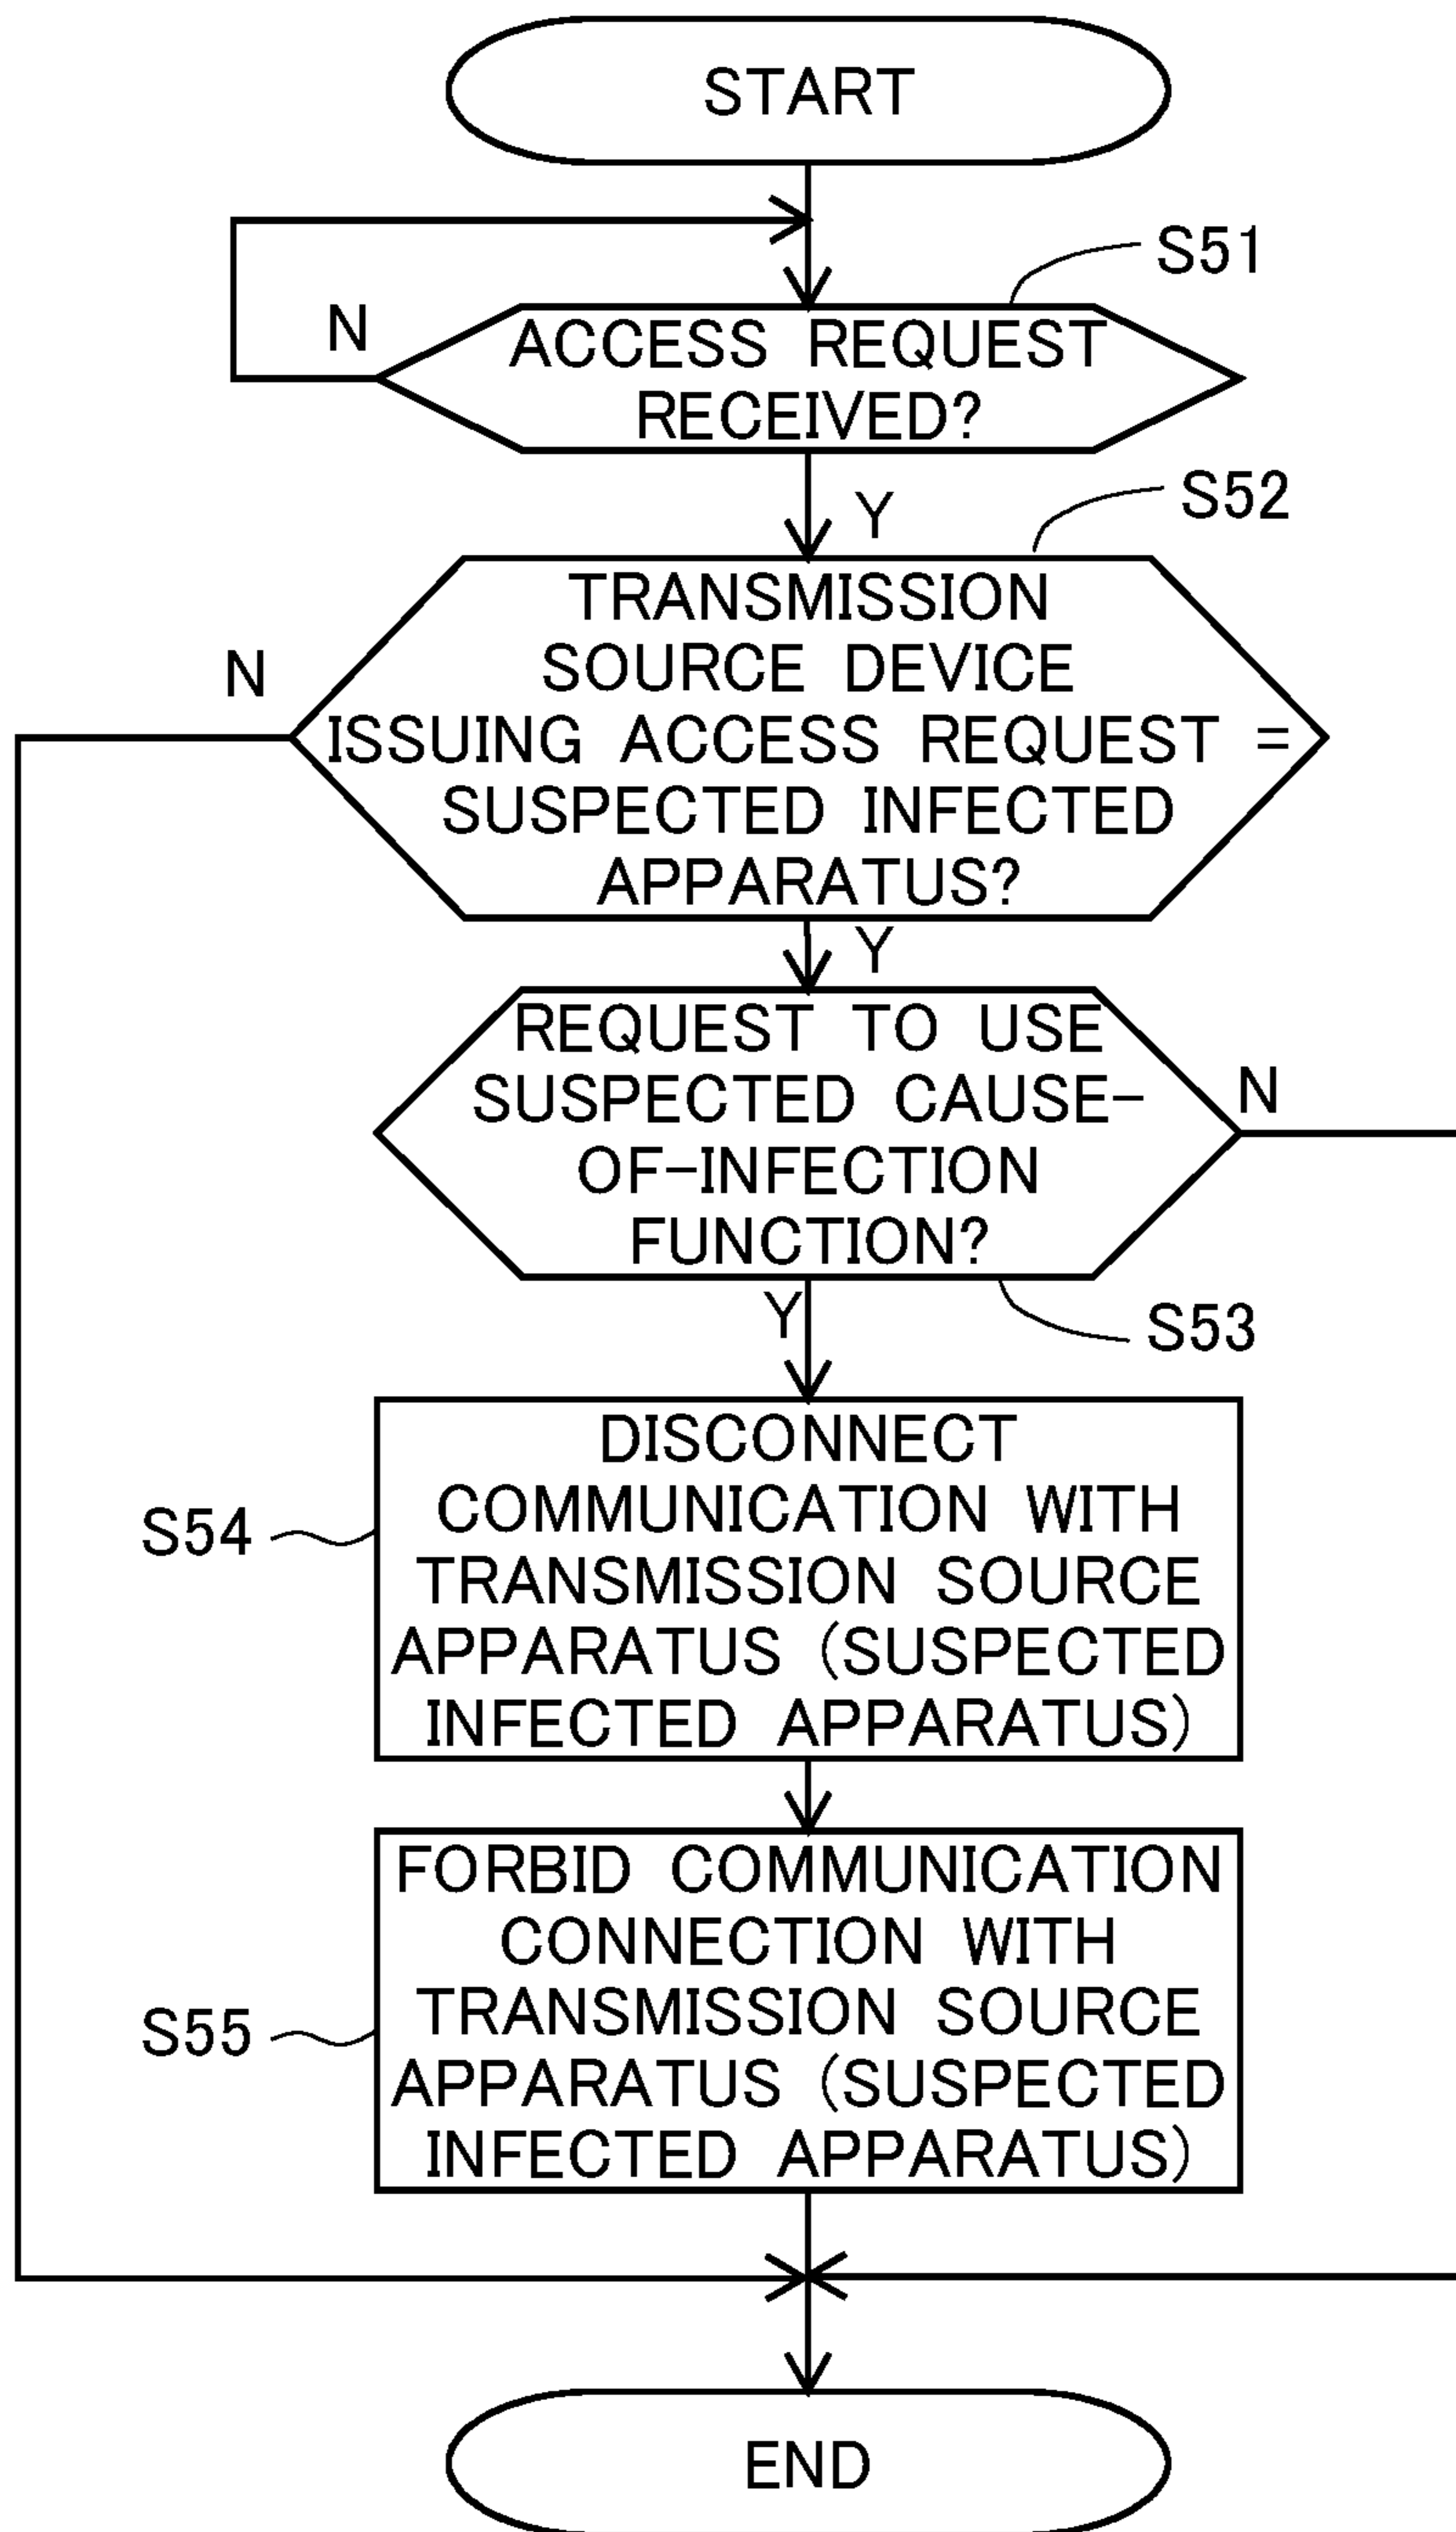 START
S51
N
ACCESS REQUEST
RECEIVED?
S52
Y
TRANSMISSION
SOURCE DEVICE
N
ISSUING ACCESS REQUEST =
SUSPECTED INFECTED
APPARATUS?
Y
REQUEST TO USE
SUSPECTED CAUSE-
N
OF-INFECTION
FUNCTION?
Y
S53
DISCONNECT
COMMUNICATION WITH
S54
TRANSMISSION SOURCE
APPARATUS (SUSPECTED
INFECTED APPARATUS)
FORBID COMMUNICATION
CONNECTION WITH
TRANSMISSION SOURCE
S55
APPARATUS (SUSPECTED
INFECTED APPARATUS)
END